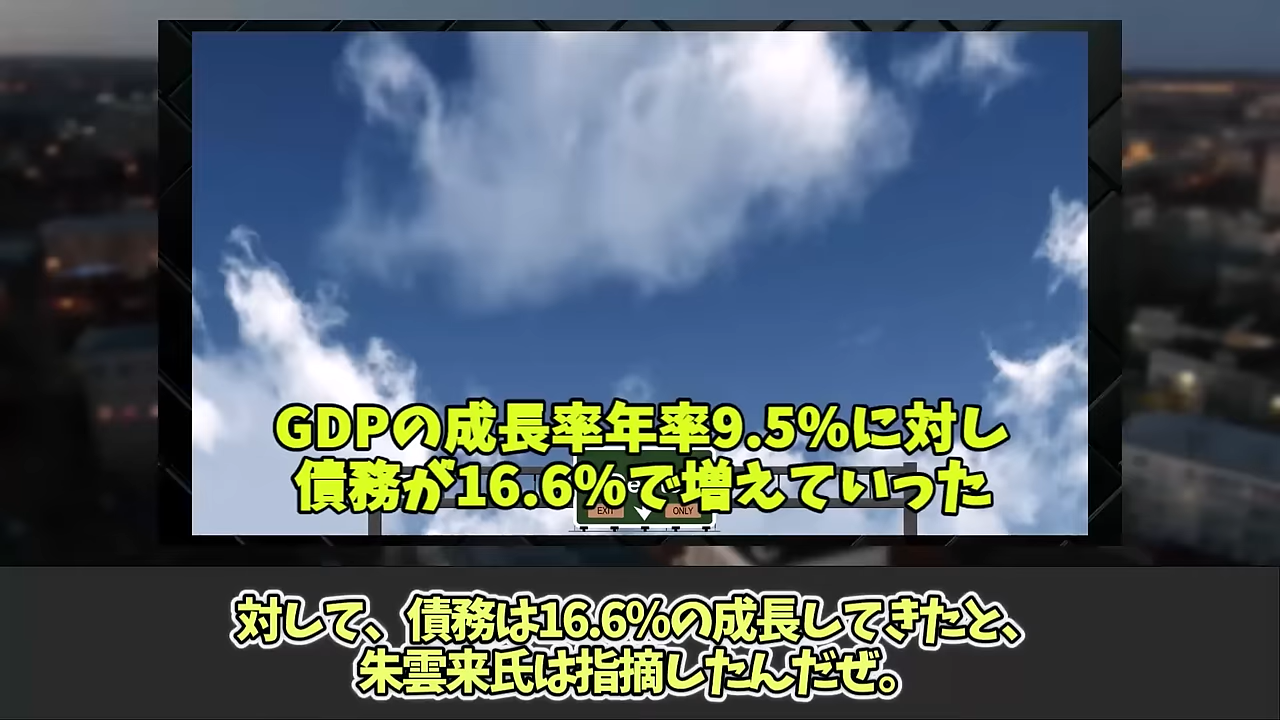 GDPの成長率年率9.5%に対し
債務が16.6%で増えていった
EXIT
ONLY
対して、債務は16.6%の成長してきたと、
朱雲来氏は指摘したんだぜ。